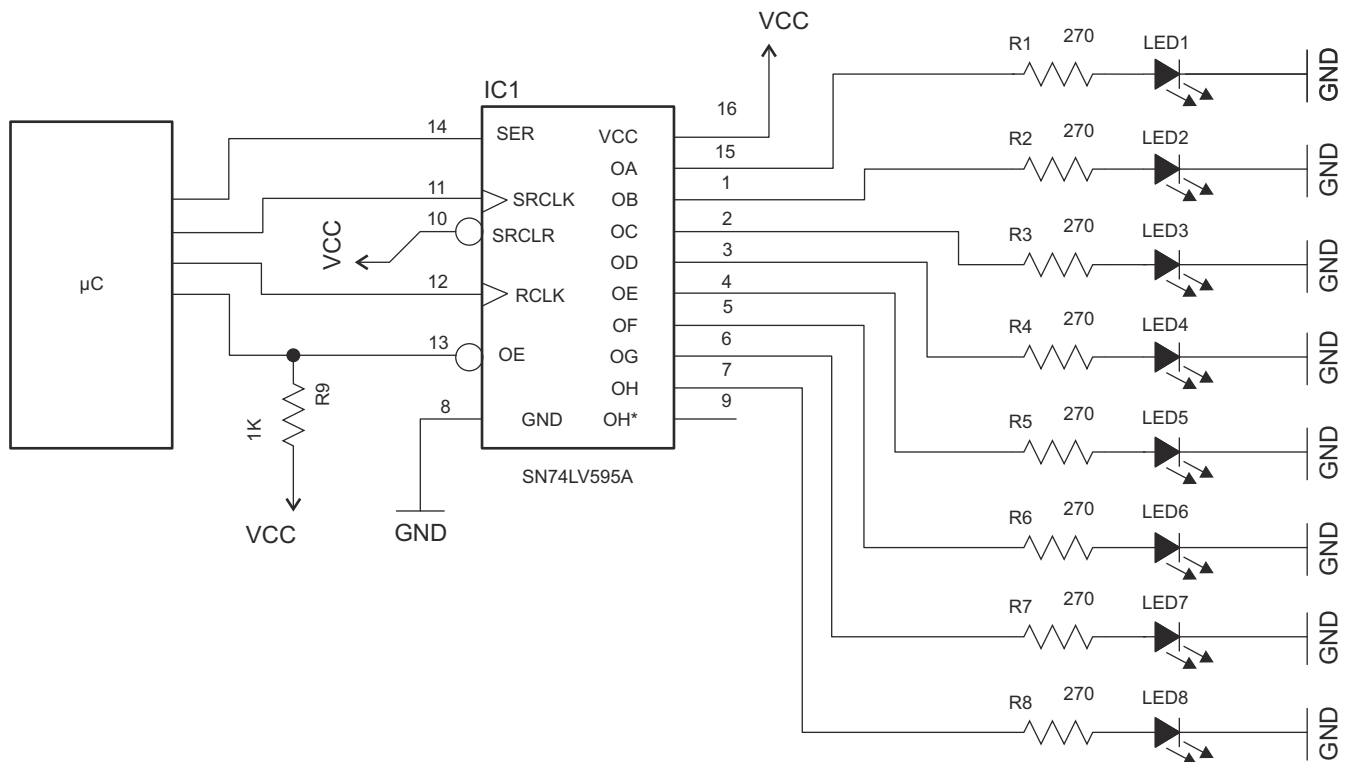 VCC
IC1
µC
14
11
10
12
13
8
VCC
SER
SRCLK
SRCLR
RCLK
OE
GND
VCC
OA
OB
OC
OD
OE
OF
OG
OH
OH*
16
15
1
2
3
4
5
6
7
9
SN74LV595A
1K
R9
VCC
GND
R1 270 LED1 GND
R2 270 LED2 GND
R3 270 LED3 GND
R4 270 LED4 GND
R5 270 LED5 GND
R6 270 LED6 GND
R7 270 LED7 GND
R8 270 LED8 GND